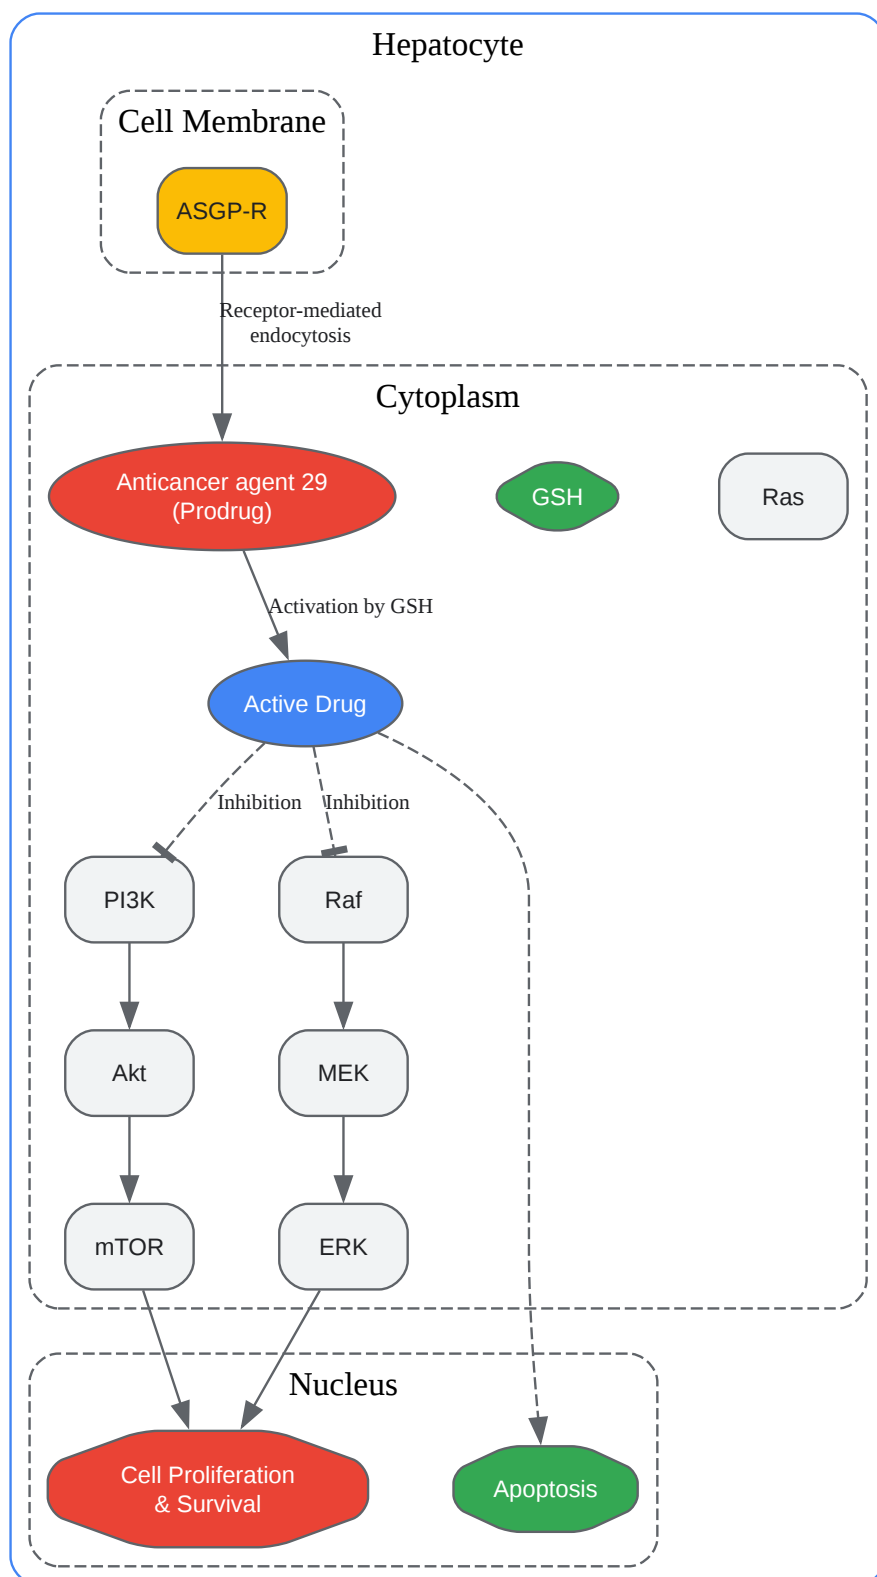 Hepatocyte
Cell Membrane
ASGP-R
Receptor-mediated
endocytosis
Cytoplasm
Anticancer agent 29
(Prodrug)
GSH
Ras
Activation by GSH
Active Drug
Inhibition
Inhibition
PI3K
Raf
Akt
MEK
mTOR
ERK
Nucleus
Cell Proliferation
& Survival
Apoptosis